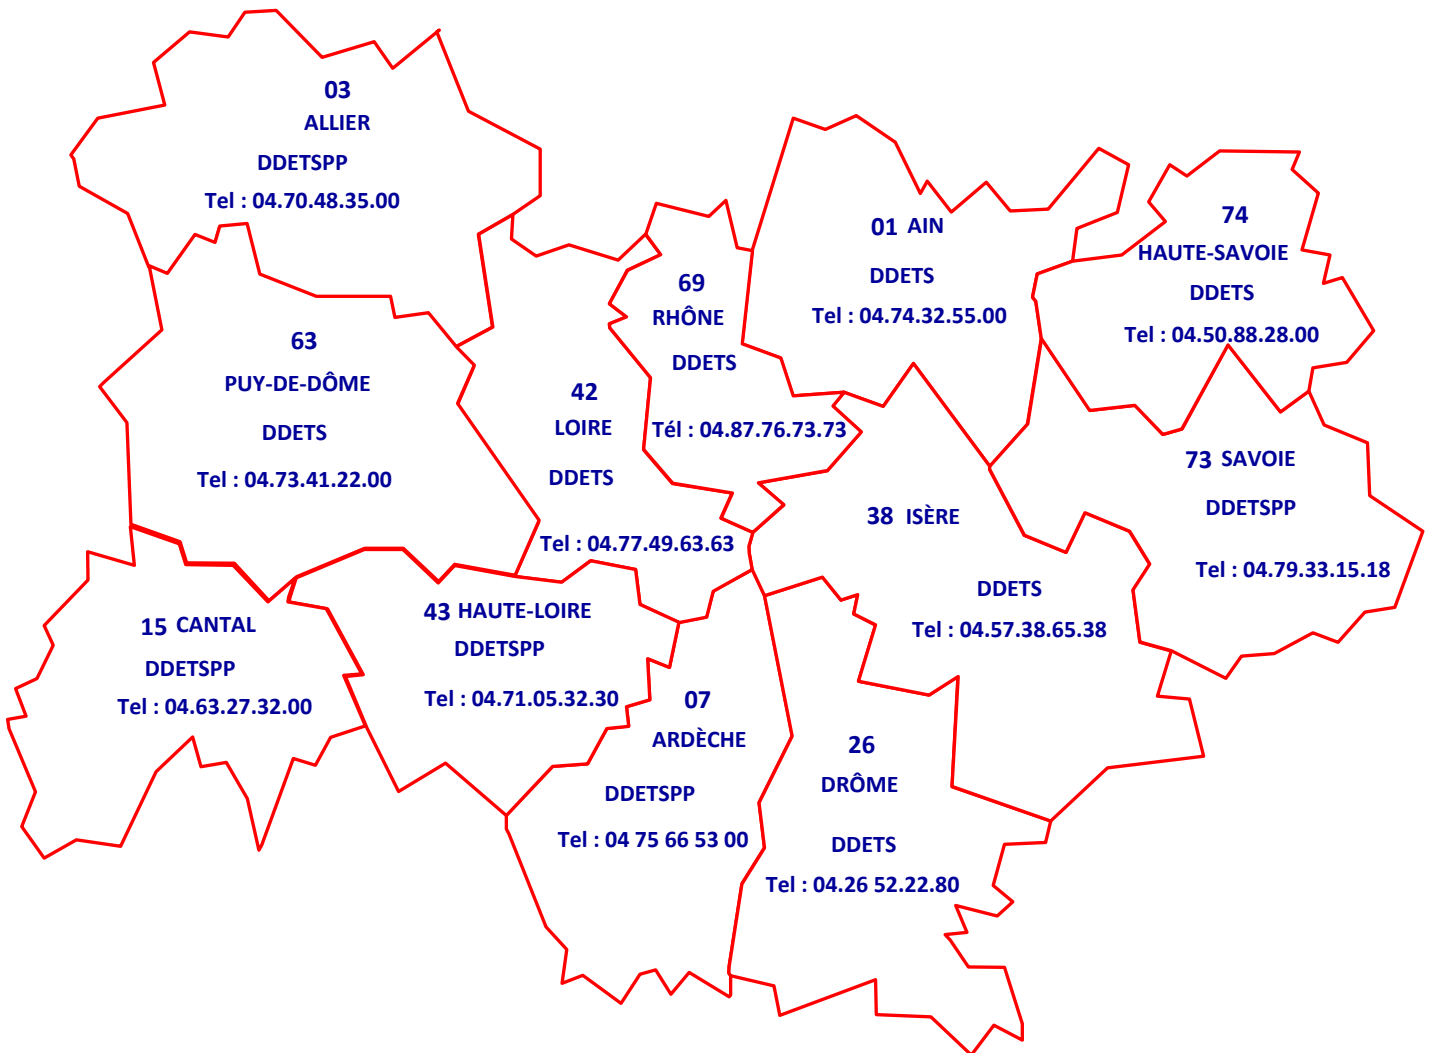 03
ALLIER
DDETSPP
Tel : 04.70.48.35.00
01 AIN
DDETS
Tel : 04.74.32.55.00
74
HAUTE-SAVOIE
DDETS
Tel : 04.50.88.28.00
69
RHÔNE
DDETS
Tél : 04.87.76.73.73
63
PUY-DE-DÔME
DDETS
Tel : 04.73.41.22.00
42
LOIRE
DDETS
Tel : 04.77.49.63.63
73 SAVOIE
DDETSPP
Tel : 04.79.33.15.18
38 ISÈRE
DDETS
Tel : 04.57.38.65.38
15 CANTAL
DDETSPP
Tel : 04.63.27.32.00
43 HAUTE-LOIRE
DDETSPP
Tel : 04.71.05.32.30
07
ARDÈCHE
DDETSPP
Tel : 04 75 66 53 00
26
DRÔME
DDETS
Tel : 04.26 52.22.80